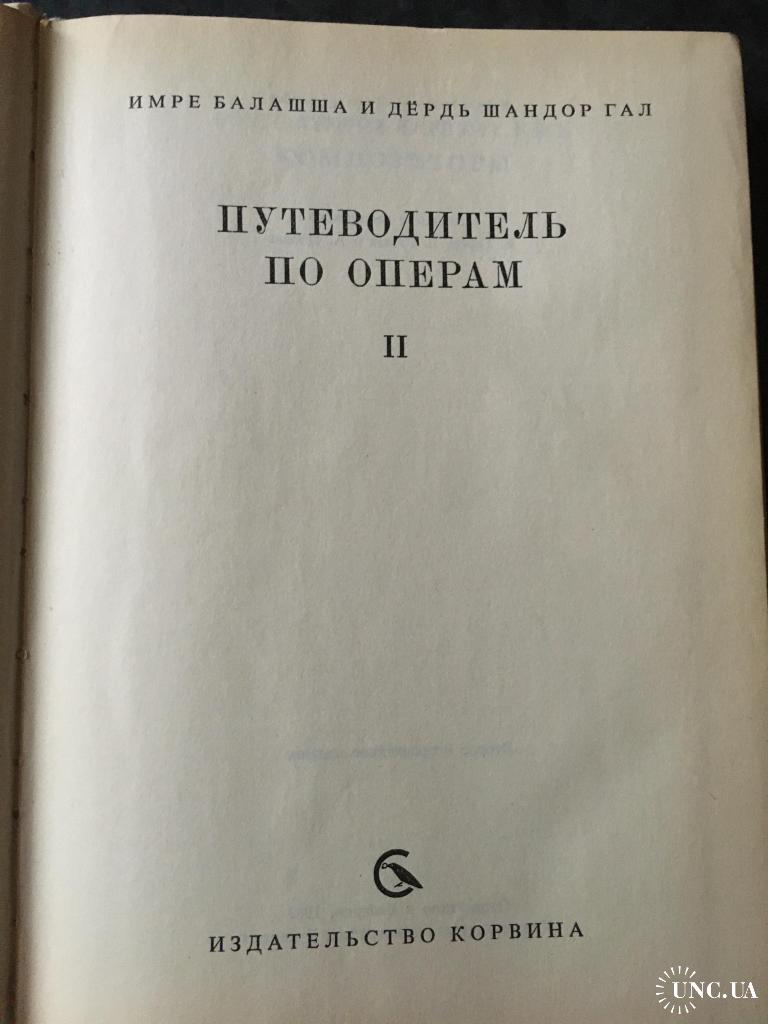 ИМРЕ БАЛАШША И ДЁРДЬ ШАНДОР ГАЛ
ПУТЕВОДИТЕЛЬ
ПО ОПЕРАМ
II
ИЗДАТЕЛЬСТВО КОРВИНА
UNC.UA